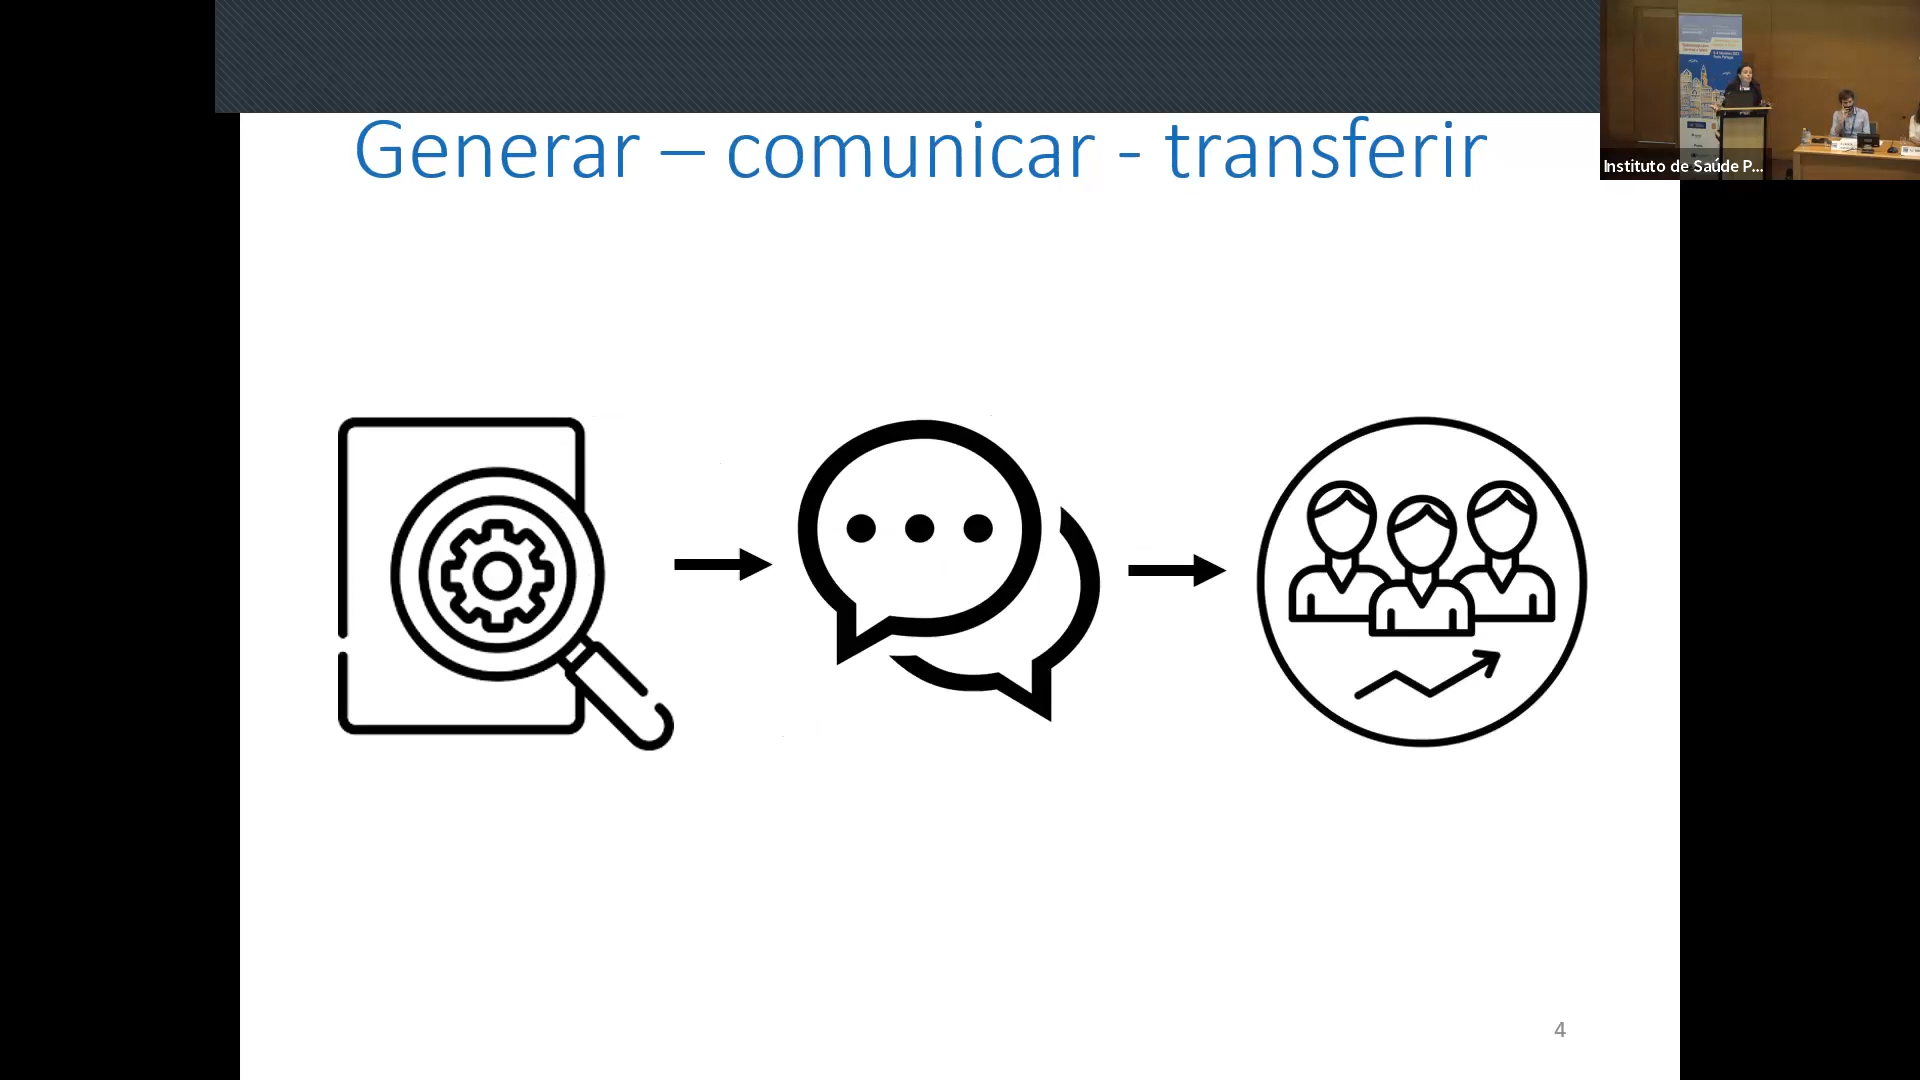 Generar – comunicar - transferir
Instituto de Saúde P...
4